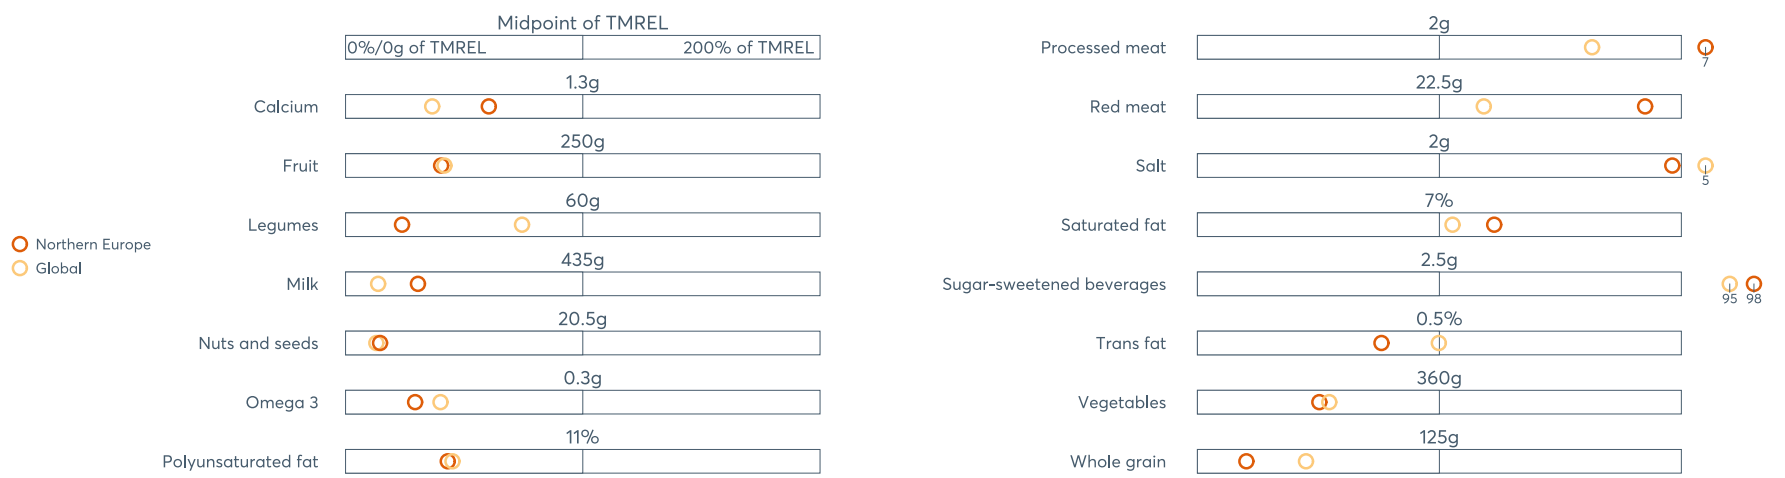 Midpoint of TMREL
0%/0g of TMREL 200% of TMREL
1.3g
Calcium
250g
Fruit
60g
Legumes
435g
Milk
20.5g
Nuts and seeds
0.3g
Omega 3
11%
Polyunsaturated fat
Northern Europe
Global
2g
Processed meat
7
22.5g
Red meat
2g
Salt
5
7%
Saturated fat
2.5g
Sugar-sweetened beverages
95 98
0.5%
Trans fat
360g
Vegetables
125g
Whole grain